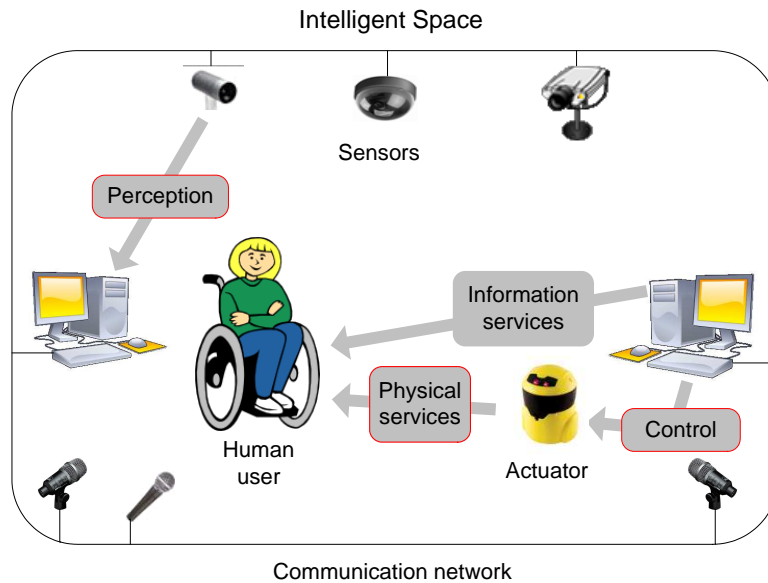 Intelligent Space
Sensors
Perception
Information
services
Physical
services
Control
Human
user
Actuator
Communication network